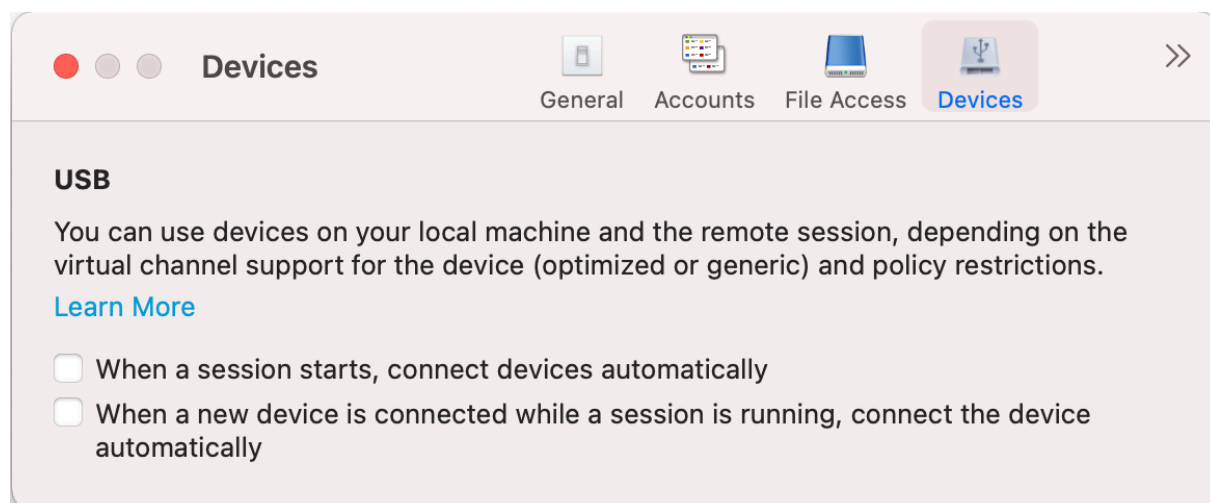 Devices
General
Accounts
File Access
Devices
USB
You can use devices on your local machine and the remote session, depending on the
virtual channel support for the device (optimized or generic) and policy restrictions.
Learn More
When a session starts, connect devices automatically
When a new device is connected while a session is running, connect the device
automatically